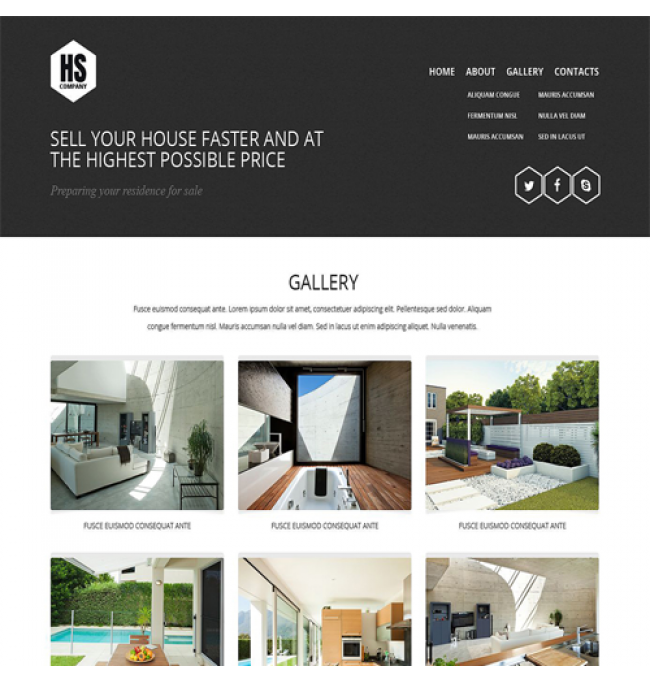 HS
COMPANY
HOME ABOUT GALLERY CONTACTS
ALIQUAM CONGUE MAURIS ACCUMSAN
FERMENTUM NISL NULLA VEL DIAM
MAURIS ACCUMSAN SED IN LACUS UT
SELL YOUR HOUSE FASTER AND AT
THE HIGHEST POSSIBLE PRICE
Preparing your residence for sale
GALLERY
Fusce euismod consequat ante. Lorem ipsum dolor sit amet, consectetuer adipiscing elit. Pellentesque sed dolor. Aliquam
congue fermentum nisl. Mauris accumsan nulla vel diam. Sed in lacus ut enim adipiscing aliquet. Nulla venenatis.
FUSCE EUISMOD CONSEQUAT ANTE FUSCE EUISMOD CONSEQUAT ANTE FUSCE EUISMOD CONSEQUAT ANTE